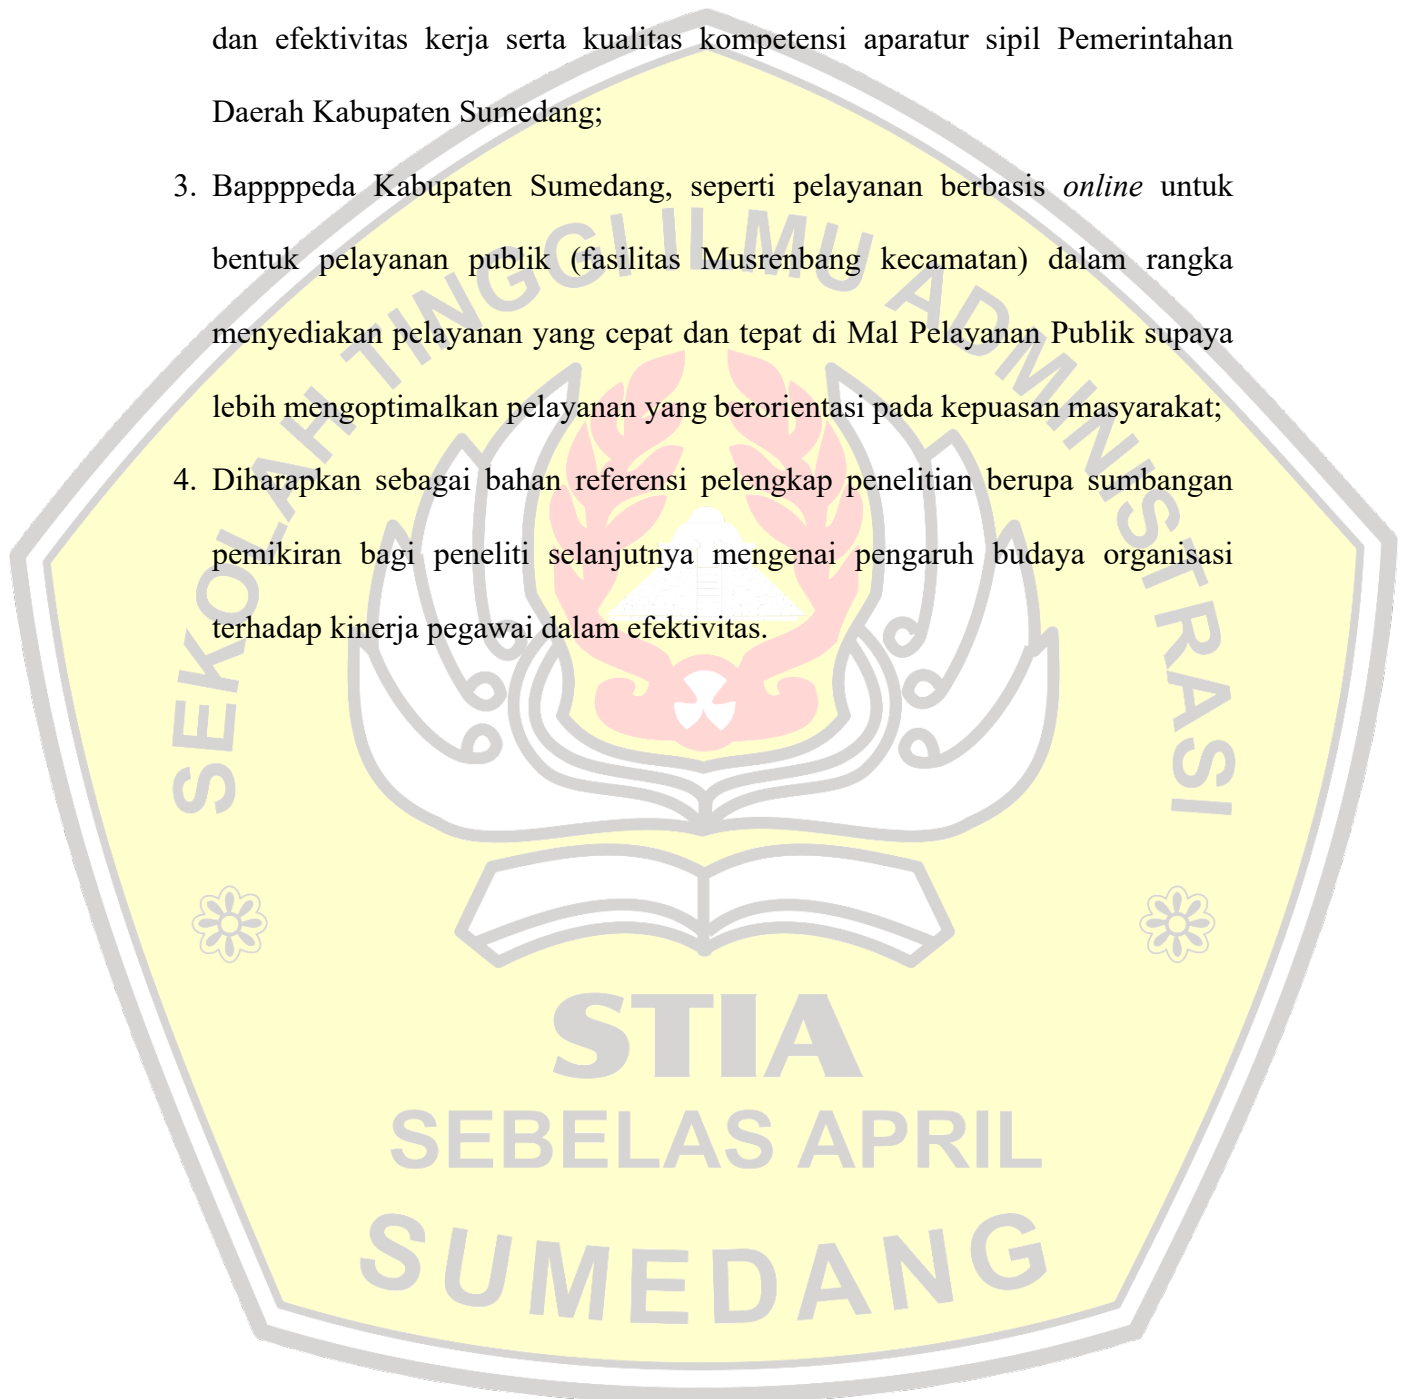 dan efektivitas kerja serta kualitas kompetensi aparatur sipil Pemerintahan
Daerah Kabupaten Sumedang;
3. Bappppeda Kabupaten Sumedang, seperti pelayanan berbasis online untuk
bentuk pelayanan publik (fasilitas Musrenbang kecamatan) dalam rangka
menyediakan pelayanan yang cepat dan tepat di Mal Pelayanan Publik supaya
lebih mengoptimalkan pelayanan yang berorientasi pada kepuasan masyarakat;
4. Diharapkan sebagai bahan referensi pelengkap penelitian berupa sumbangan
pemikiran bagi peneliti selanjutnya mengenai pengaruh budaya organisasi
terhadap kinerja pegawai dalam efektivitas.
SEKOLAH TINGGI ILMU ADMINISTRASI
STIA
SEBELAS APRIL
SUMEDANG